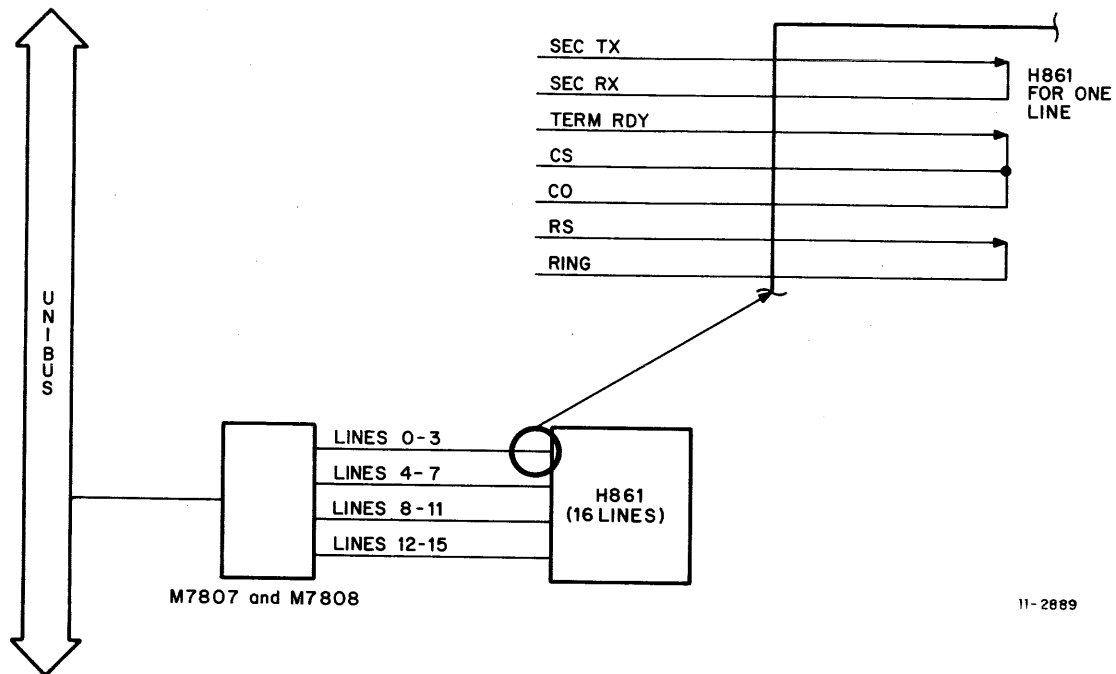 SEC TX
SEC RX
TERM RDY
CS
CO
RS
RING
H861
FOR ONE
LINE
UNIBUS
LINES 0-3
LINES 4-7
LINES 8-11
LINES 12-15
H861
(16 LINES)
M7807 and M7808
11-2889